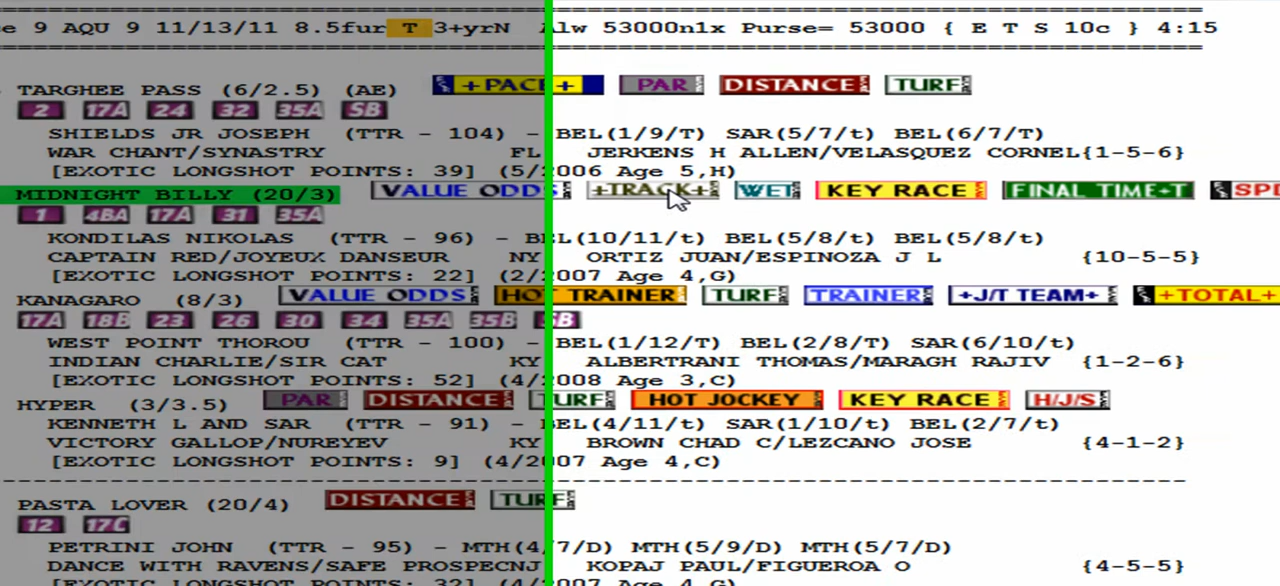 e 9 AQU 9 11/13/11 8.5fur T 3+yrN Alw 53000n1x Purse= 53000 { E T S 10c } 4:15
TARGHEE PASS (6/2.5) (AE) +PACE+ PAR DISTANCE TURF
2 17A 24 32 35A SB
SHIELDS JR JOSEPH (TTR - 104) - BEL(1/9/T) SAR(5/7/t) BEL(6/7/T)
WAR CHANT/SYNASTRY FL JERKENS H ALLEN/VELASQUEZ CORNEL{1-5-6}
[EXOTIC LONGSHOT POINTS: 39] (5/2006 Age 5,H)
MIDNIGHT BILLY (20/3) VALUE ODDS +TRACK+ WET KEY RACE FINAL TIME+T SPD
1 4BA 17A 31 35A
KONDILAS NIKOLAS (TTR - 96) - BEL(10/11/t) BEL(5/8/t) BEL(5/8/t)
CAPTAIN RED/JOYEUX DANSEUR NY ORTIZ JUAN/ESPINOZA J L {10-5-5}
[EXOTIC LONGSHOT POINTS: 22] (2/2007 Age 4,G)
KANAGARO (8/3) VALUE ODDS HOT TRAINER TURF TRAINER +J/T TEAM+ +TOTAL+
17A 18B 23 26 30 34 35A 35B SB
WEST POINT THOROU (TTR - 100) - BEL(1/12/T) BEL(2/8/T) SAR(6/10/t)
INDIAN CHARLIE/SIR CAT KY ALBERTRANI THOMAS/MARAGH RAJIV {1-2-6}
[EXOTIC LONGSHOT POINTS: 52] (4/2008 Age 3,C)
HYPER (3/3.5) PAR DISTANCE TURF HOT JOCKEY KEY RACE H/J/S
KENNETH L AND SAR (TTR - 91) - BEL(4/11/t) SAR(1/10/t) BEL(2/7/t)
VICTORY GALLOP/NUREYEV KY BROWN CHAD C/LEZCANO JOSE {4-1-2}
[EXOTIC LONGSHOT POINTS: 9] (4/2007 Age 4,C)
PASTA LOVER (20/4) DISTANCE TURF
12 17C
PETRINI JOHN (TTR - 95) - MTH(4/7/D) MTH(5/9/D) MTH(5/7/D)
DANCE WITH RAVENS/SAFE PROSPECNJ KOPAJ PAUL/FIGUEROA O {4-5-5}
[EXOTIC LONGSHOT POINTS: 32] (4/2007 Age 4,G)